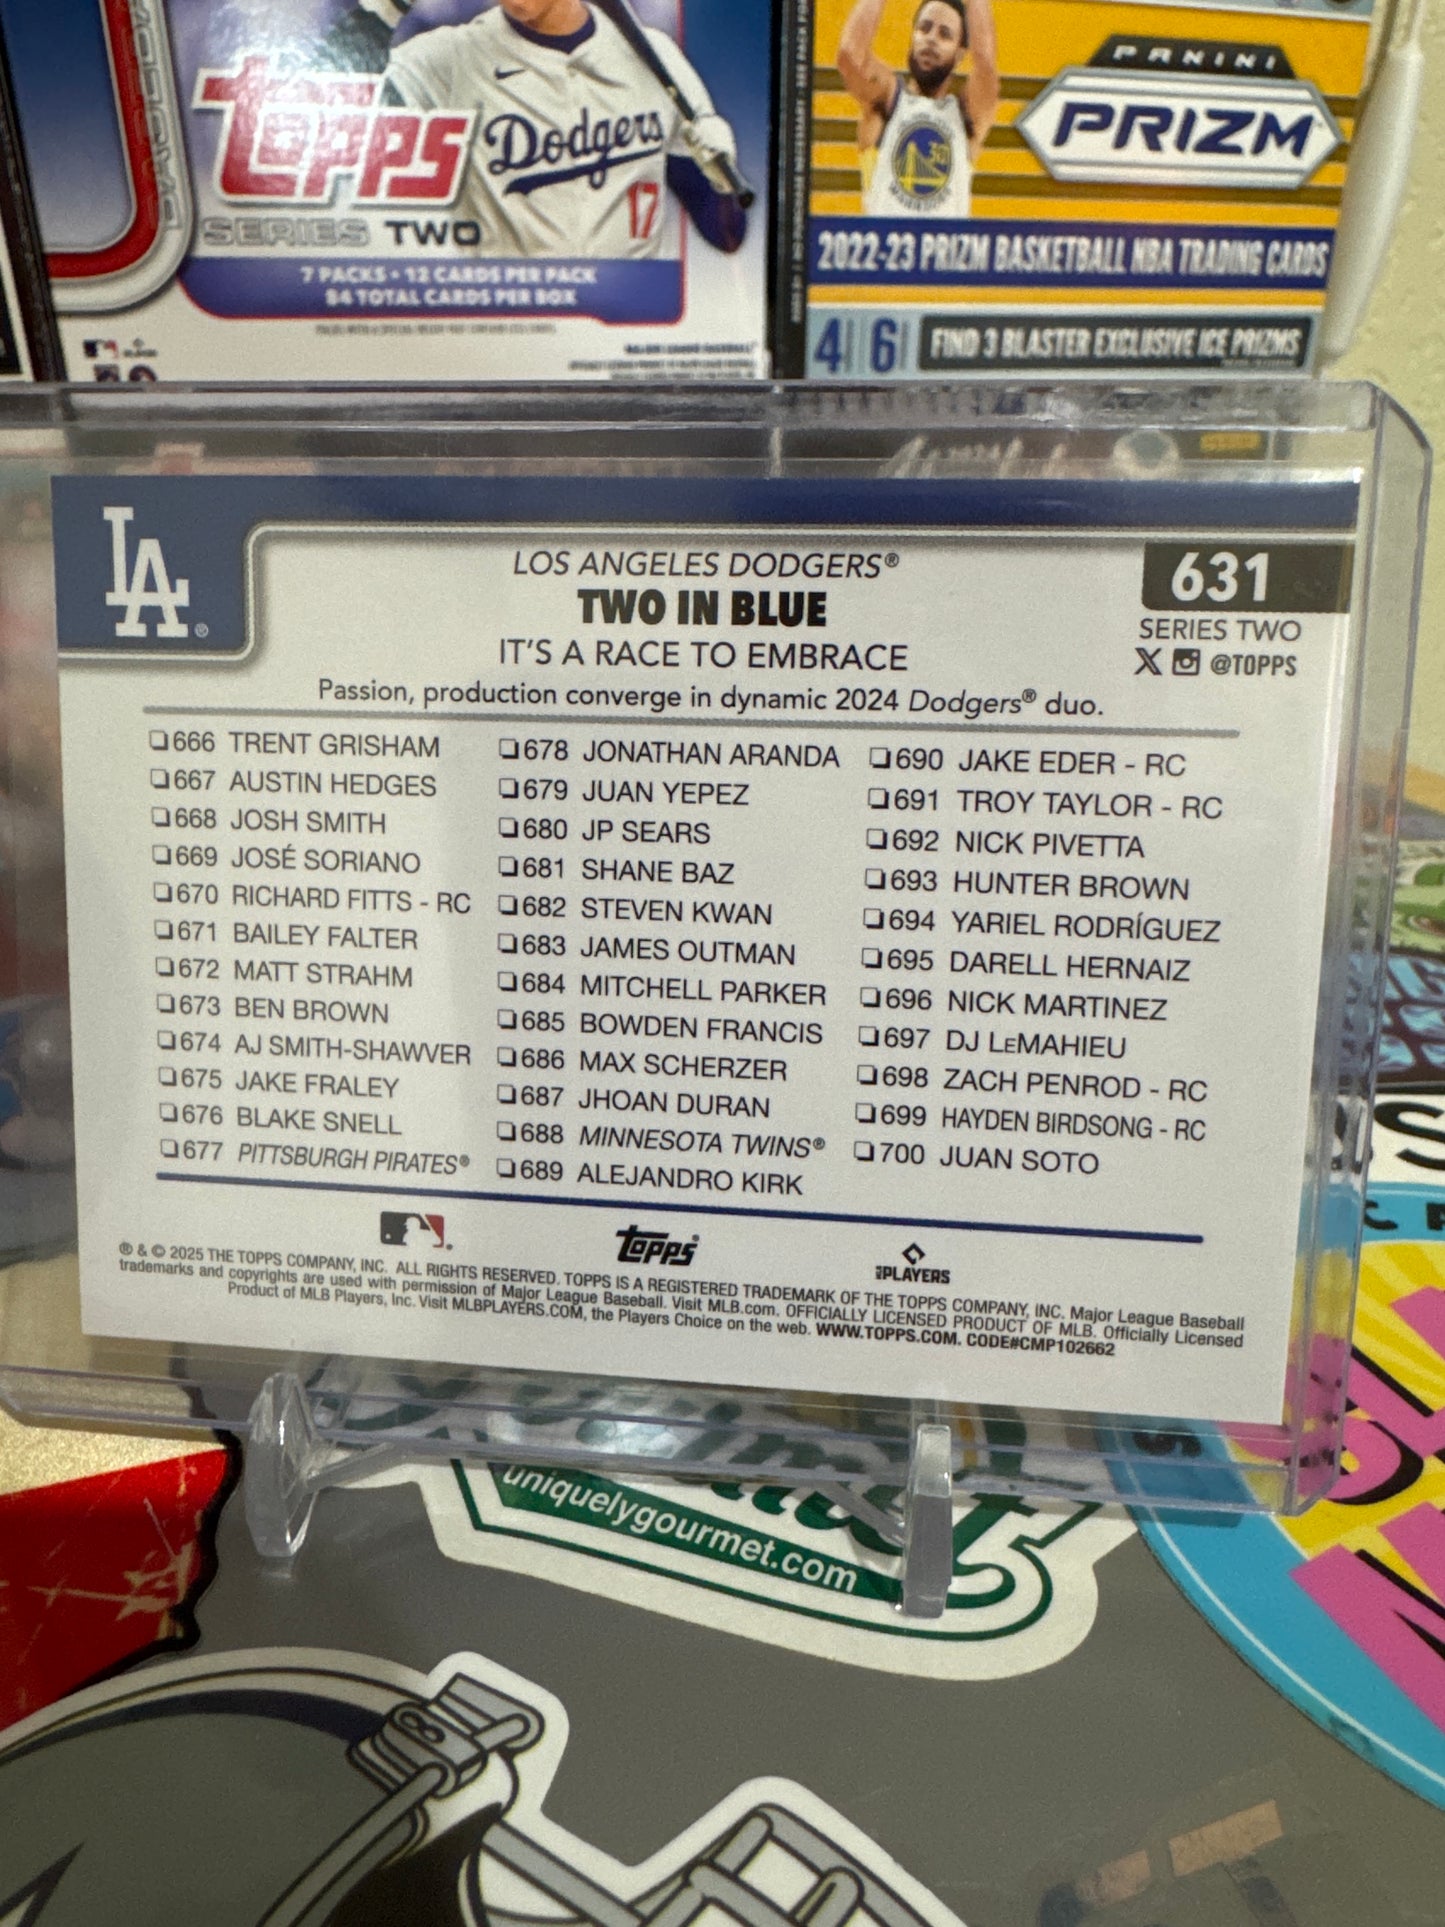 TOPPS
SERIES TWO
Dodgers
17
7 PACKS • 12 CARDS PER PACK
84 TOTAL CARDS PER BOX
PANINI
PRIZM
30
WARRIORS
2022-23 PRIZM BASKETBALL NBA TRADING CARDS
4 6 FIND 3 BLASTER EXCLUSIVE ICE PRIZMS
LA®
LOS ANGELES DODGERS®
TWO IN BLUE
IT'S A RACE TO EMBRACE
Passion, production converge in dynamic 2024 Dodgers® duo.
631
SERIES TWO
X @TOPPS
❏666 TRENT GRISHAM
❏667 AUSTIN HEDGES
❏668 JOSH SMITH
❏669 JOSÉ SORIANO
❏670 RICHARD FITTS - RC
❏671 BAILEY FALTER
❏672 MATT STRAHM
❏673 BEN BROWN
❏674 AJ SMITH-SHAWVER
❏675 JAKE FRALEY
❏676 BLAKE SNELL
❏677 PITTSBURGH PIRATES®
❏678 JONATHAN ARANDA
❏679 JUAN YEPEZ
❏680 JP SEARS
❏681 SHANE BAZ
❏682 STEVEN KWAN
❏683 JAMES OUTMAN
❏684 MITCHELL PARKER
❏685 BOWDEN FRANCIS
❏686 MAX SCHERZER
❏687 JHOAN DURAN
❏688 MINNESOTA TWINS®
❏689 ALEJANDRO KIRK
❏690 JAKE EDER - RC
❏691 TROY TAYLOR - RC
❏692 NICK PIVETTA
❏693 HUNTER BROWN
❏694 YARIEL RODRÍGUEZ
❏695 DARELL HERNAIZ
❏696 NICK MARTINEZ
❏697 DJ LeMAHIEU
❏698 ZACH PENROD - RC
❏699 HAYDEN BIRDSONG - RC
❏700 JUAN SOTO
TOPPS®
PLAYERS
® & © 2025 THE TOPPS COMPANY, INC. ALL RIGHTS RESERVED. TOPPS IS A REGISTERED TRADEMARK OF THE TOPPS COMPANY, INC. Major League Baseball
trademarks and copyrights are used with permission of Major League Baseball. Visit MLB.com. OFFICIALLY LICENSED PRODUCT OF MLB. Officially Licensed
Product of MLB Players, Inc. Visit MLBPLAYERS.COM, the Players Choice on the web. WWW.TOPPS.COM. CODE#CMP102662
uniquelygourmet.com
8